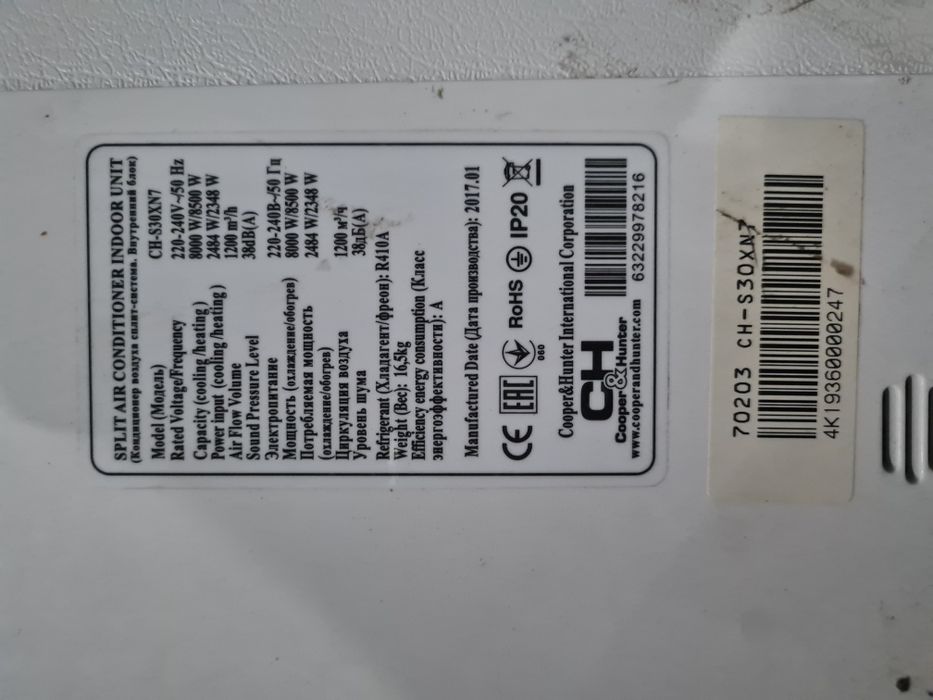 SPLIT AIR CONDITIONER INDOOR UNIT
(Кондиционер воздуха сплит-система. Внутренний блок)
Model (Модель) CH-S30XN7
Rated Voltage/Frequency 220-240V~/50 Hz
Capacity (cooling /heating) 8000 W/8500 W
Power input (cooling /heating) 2484 W/2348 W
Air Flow Volume 1200 m³/h
Sound Pressure Level 38dB(A)
Электропитание 220-240В~/50 Гц
Мощность (охлаждение/обогрев) 8000 W/8500 W
Потребляемая мощность 2484 W/2348 W
(охлаждение/обогрев)
Циркуляция воздуха 1200 м³/ч
Уровень шума 38дБ(A)
Refrigerant (Хладагент/фреон): R410A
Weight (Вес): 16,5kg
Efficiency energy consumption (Класс
энергоэффективности): A
Manufactured Date (Дата производства): 2017.01
CE EAC 060 RoHS IP20
Cooper&Hunter International Corporation
CH
Cooper&Hunter
www.cooperandhunter.com 63229978216
70203 CH-S30XN7
4K1936000247